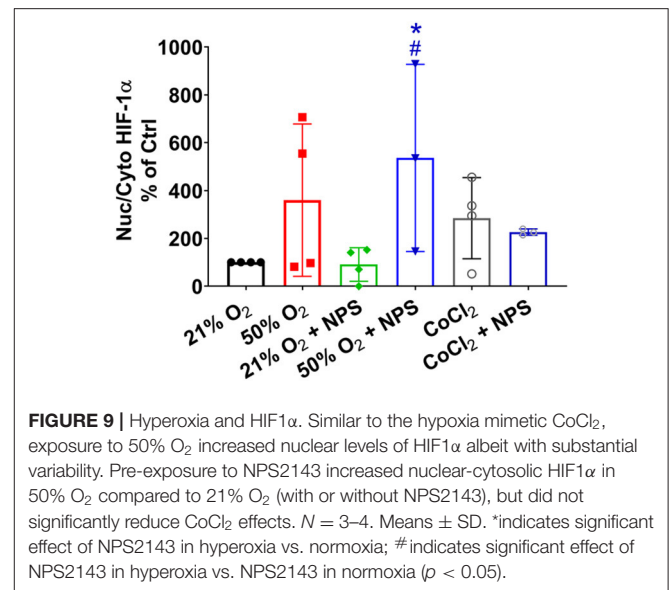 1000
800
600
400
200
0
Nuc/Cyto HIF-1α
% of Ctrl
*
#
21% O₂
50% O₂
21% O₂ + NPS
50% O₂ + NPS
CoCl₂
CoCl₂ + NPS
FIGURE 9 | Hyperoxia and HIF1α. Similar to the hypoxia mimetic CoCl₂,
exposure to 50% O₂ increased nuclear levels of HIF1α albeit with substantial
variability. Pre-exposure to NPS2143 increased nuclear-cytosolic HIF1α in
50% O₂ compared to 21% O₂ (with or without NPS2143), but did not
significantly reduce CoCl₂ effects. N = 3–4. Means ± SD. *indicates significant
effect of NPS2143 in hyperoxia vs. normoxia; #indicates significant effect of
NPS2143 in hyperoxia vs. NPS2143 in normoxia (p < 0.05).